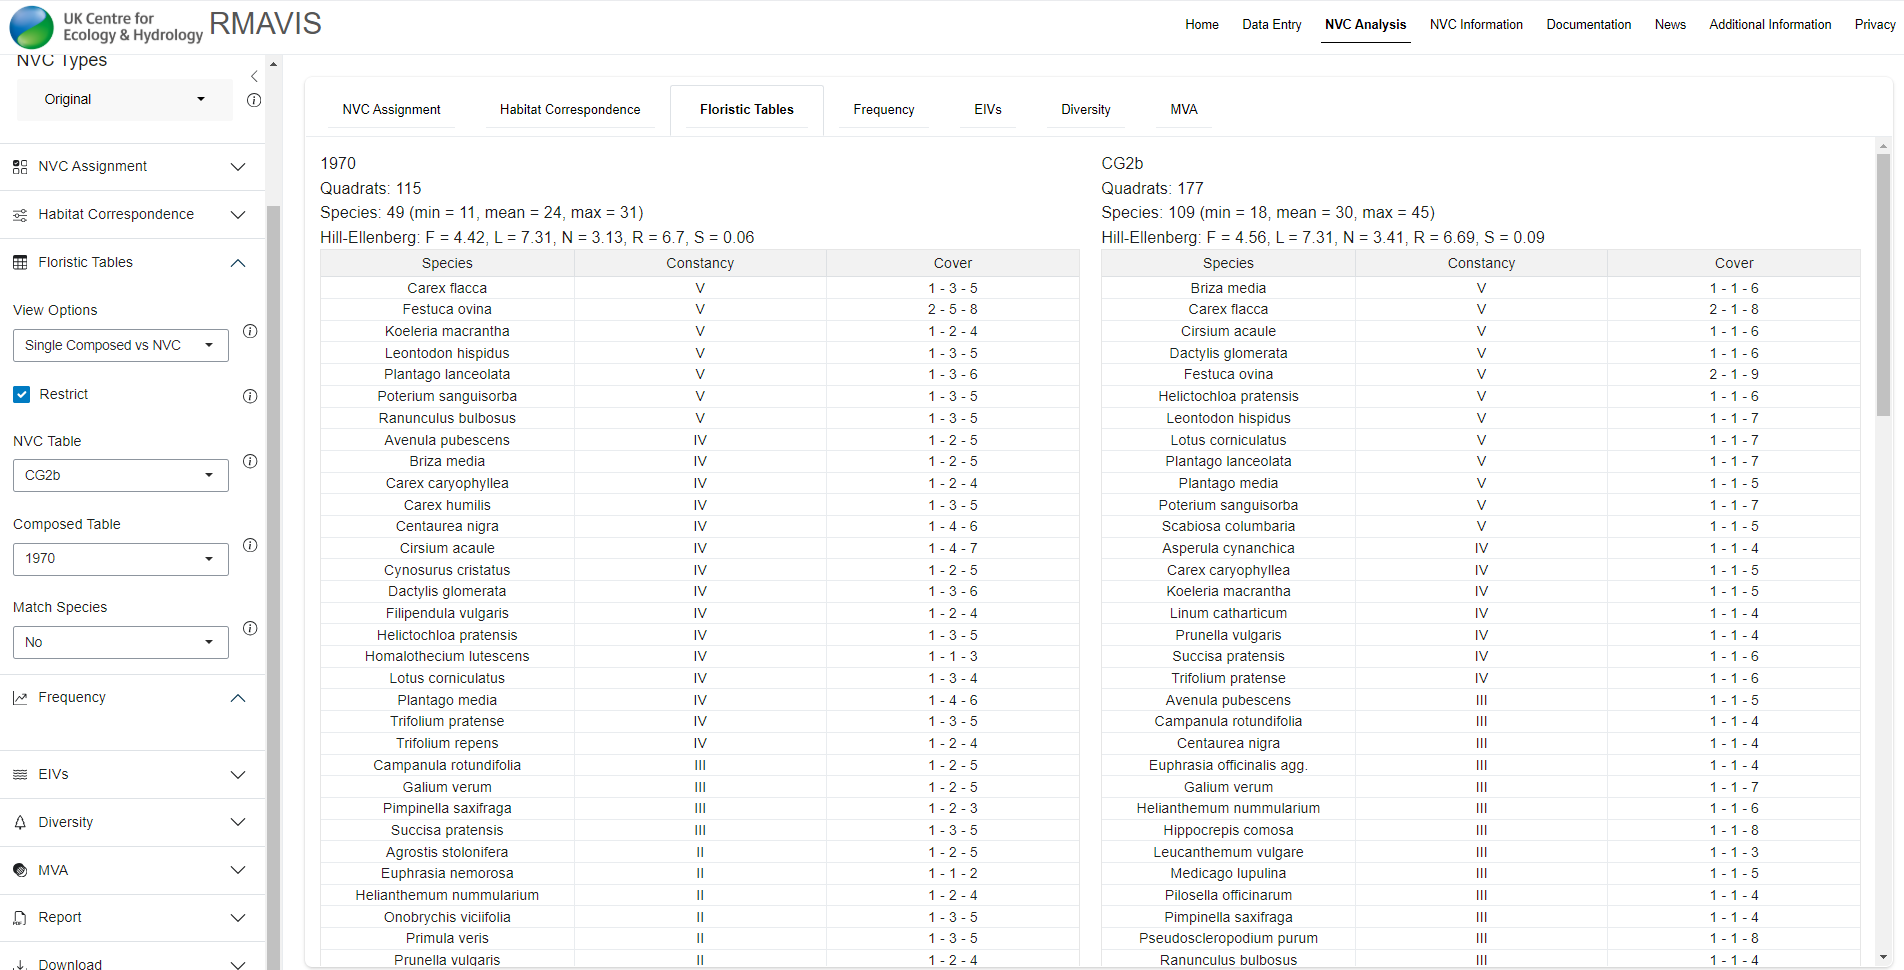 UK Centre for
Ecology & Hydrology
RMAVIS
Home Data Entry NVC Analysis NVC Information Documentation News Additional Information Privacy
NVC Types
Original
NVC Assignment
Habitat Correspondence
Floristic Tables
View Options
Single Composed vs NVC
Restrict
NVC Table
CG2b
Composed Table
1970
Match Species
No
Frequency
EIVs
Diversity
MVA
Report
Download
NVC Assignment Habitat Correspondence Floristic Tables Frequency EIVs Diversity MVA
1970
Quadrats: 115
Species: 49 (min = 11, mean = 24, max = 31)
Hill-Ellenberg: F = 4.42, L = 7.31, N = 3.13, R = 6.7, S = 0.06
Species Constancy Cover
Carex flacca V 1 - 3 - 5
Festuca ovina V 2 - 5 - 8
Koeleria macrantha V 1 - 2 - 4
Leontodon hispidus V 1 - 3 - 5
Plantago lanceolata V 1 - 3 - 6
Poterium sanguisorba V 1 - 3 - 5
Ranunculus bulbosus V 1 - 3 - 5
Avenula pubescens IV 1 - 2 - 5
Briza media IV 1 - 2 - 5
Carex caryophyllea IV 1 - 2 - 4
Carex humilis IV 1 - 3 - 5
Centaurea nigra IV 1 - 4 - 6
Cirsium acaule IV 1 - 4 - 7
Cynosurus cristatus IV 1 - 2 - 5
Dactylis glomerata IV 1 - 3 - 6
Filipendula vulgaris IV 1 - 2 - 4
Helictochloa pratensis IV 1 - 3 - 5
Homalothecium lutescens IV 1 - 1 - 3
Lotus corniculatus IV 1 - 3 - 4
Plantago media IV 1 - 4 - 6
Trifolium pratense IV 1 - 3 - 5
Trifolium repens IV 1 - 2 - 4
Campanula rotundifolia III 1 - 2 - 5
Galium verum III 1 - 2 - 5
Pimpinella saxifraga III 1 - 2 - 3
Succisa pratensis III 1 - 3 - 5
Agrostis stolonifera II 1 - 2 - 5
Euphrasia nemorosa II 1 - 1 - 2
Helianthemum nummularium II 1 - 2 - 4
Onobrychis viciifolia II 1 - 3 - 5
Primula veris II 1 - 3 - 5
Prunella vulgaris II 1 - 2 - 4
CG2b
Quadrats: 177
Species: 109 (min = 18, mean = 30, max = 45)
Hill-Ellenberg: F = 4.56, L = 7.31, N = 3.41, R = 6.69, S = 0.09
Species Constancy Cover
Briza media V 1 - 1 - 6
Carex flacca V 2 - 1 - 8
Cirsium acaule V 1 - 1 - 6
Dactylis glomerata V 1 - 1 - 6
Festuca ovina V 2 - 1 - 9
Helictochloa pratensis V 1 - 1 - 6
Leontodon hispidus V 1 - 1 - 7
Lotus corniculatus V 1 - 1 - 7
Plantago lanceolata V 1 - 1 - 7
Plantago media V 1 - 1 - 5
Poterium sanguisorba V 1 - 1 - 7
Scabiosa columbaria V 1 - 1 - 5
Asperula cynanchica IV 1 - 1 - 4
Carex caryophyllea IV 1 - 1 - 5
Koeleria macrantha IV 1 - 1 - 5
Linum catharticum IV 1 - 1 - 4
Prunella vulgaris IV 1 - 1 - 4
Succisa pratensis IV 1 - 1 - 6
Trifolium pratense IV 1 - 1 - 6
Avenula pubescens III 1 - 1 - 5
Campanula rotundifolia III 1 - 1 - 4
Centaurea nigra III 1 - 1 - 4
Euphrasia officinalis agg. III 1 - 1 - 4
Galium verum III 1 - 1 - 7
Helianthemum nummularium III 1 - 1 - 6
Hippocrepis comosa III 1 - 1 - 8
Leucanthemum vulgare III 1 - 1 - 3
Medicago lupulina III 1 - 1 - 5
Pilosella officinarum III 1 - 1 - 4
Pimpinella saxifraga III 1 - 1 - 4
Pseudoscleropodium purum III 1 - 1 - 8
Ranunculus bulbosus III 1 - 1 - 4